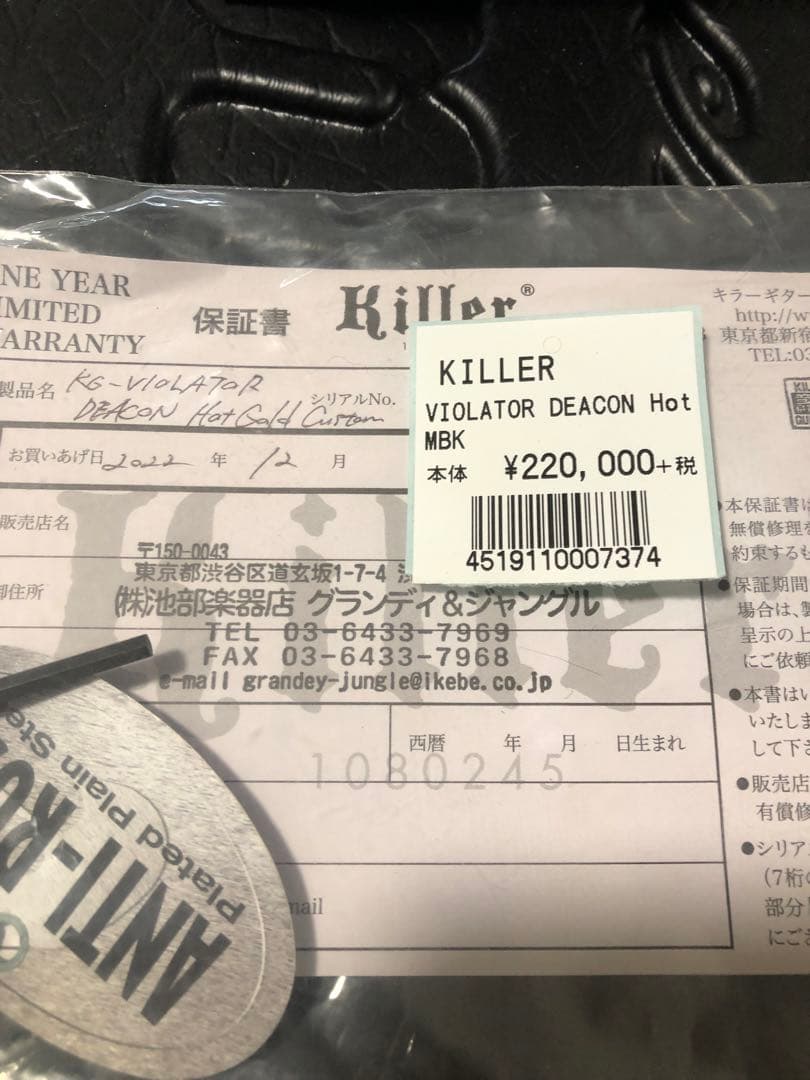 NE YEAR
IMITED
ARRANTY
保証書
Killer®
キラーギター
http://w
東京都新宿
TEL:03
製品名 KG-VIOLATOR
DEACON Hot Gold Custom
シリアルNo.
お買いあげ日 2022 年 12 月
KILLER
VIOLATOR DEACON Hot
MBK
本体 ¥220,000+税
4519110007374
販売店名
〒150-0043
御住所
東京都渋谷区道玄坂1-7-4
(株)池部楽器店 グランディ&ジャングル
TEL 03-6433-7969
FAX 03-6433-7968
e-mail grandey-jungle@ikebe.co.jp
西暦 年 月 日生まれ
1080245
mail
●本保証書は
無償修理を
約束するも
●保証期間
場合は、製
呈示の上
にご依頼
●本書はい
いたしま
して下さ
●販売店
有償修
●シリア
(7桁の
部分
にご
ANTI-RU
Plated Plain Ste